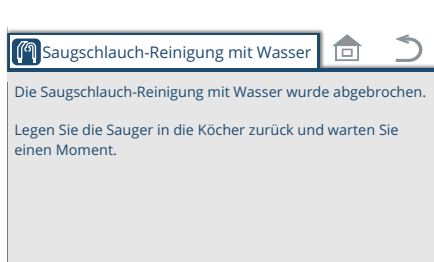 Saugschlauch-Reinigung mit Wasser
Die Saugschlauch-Reinigung mit Wasser wurde abgebrochen.
Legen Sie die Sauger in die Köcher zurück und warten Sie
einen Moment.